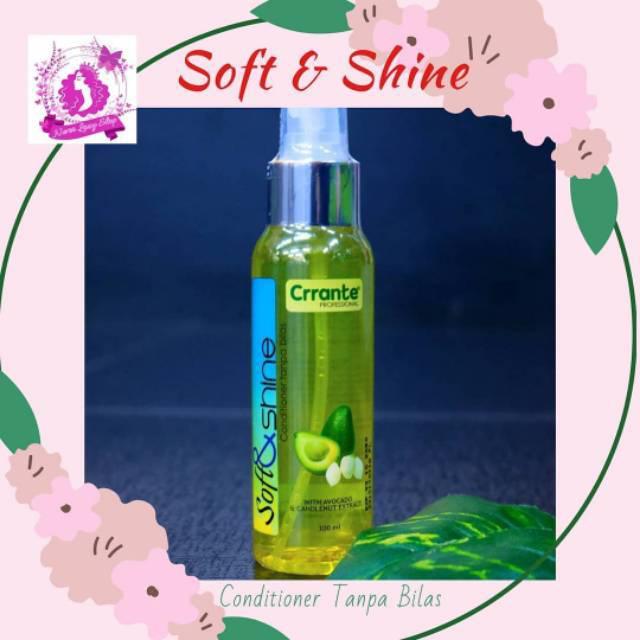 Soft & Shine
Crrante
PROFESSIONAL
Soft & shine
Conditioner tanpa bilas
WITH AVOCADO
& CANDLENUT EXTRACT
100 ml
Conditioner Tanpa Bilas